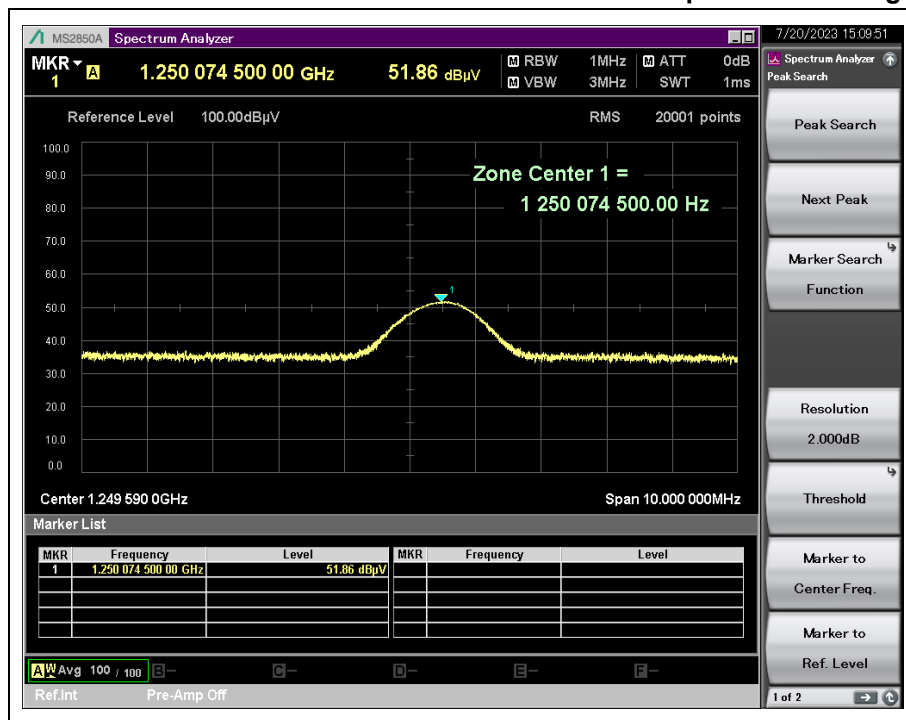 MS2850A Spectrum Analyzer
7/20/2023 15:09:51
MKR 1 A 1.250 074 500 00 GHz 51.86 dBµV
M RBW 1MHz M ATT 0dB
M VBW 3MHz SWT 1ms
Spectrum Analyzer
Peak Search
Reference Level 100.00dBµV RMS 20001 points
100.0
90.0
80.0
70.0
60.0
50.0
40.0
30.0
20.0
10.0
0.0
Zone Center 1 =
1 250 074 500.00 Hz
1
Center 1.249 590 0GHz Span 10.000 000MHz
Marker List
MKR Frequency Level MKR Frequency Level
1 1.250 074 500 00 GHz 51.86 dBµV
A W Avg 100 / 100 B- C- D- E- F-
Ref.Int Pre-Amp Off
Peak Search
Next Peak
Marker Search
Function
Resolution
2.000dB
Threshold
Marker to
Center Freq.
Marker to
Ref. Level
1 of 2